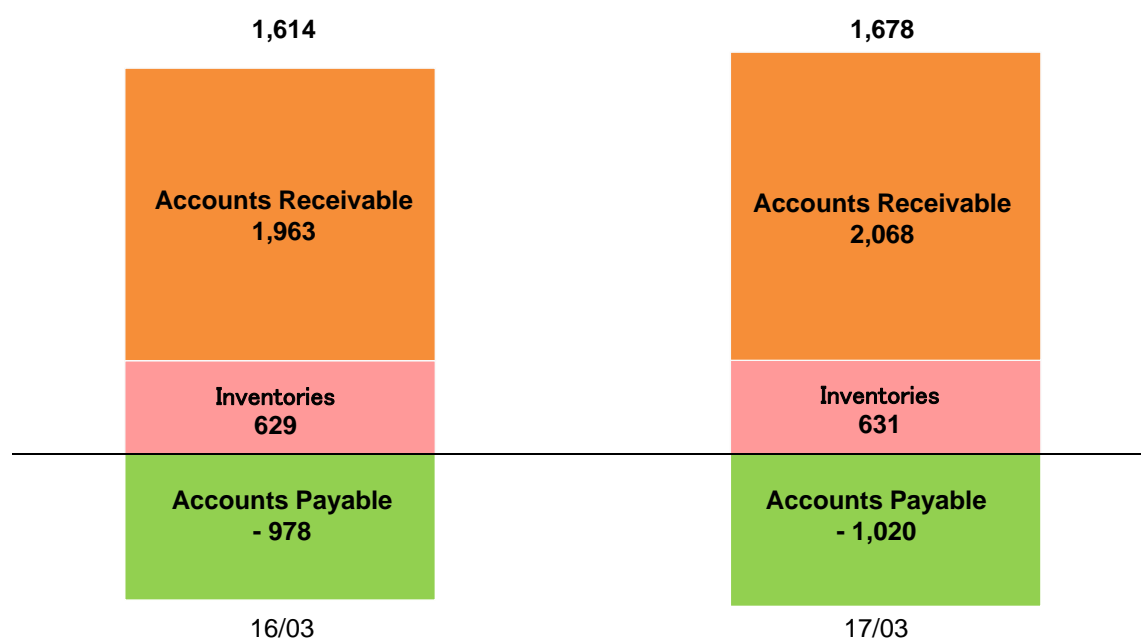 1,614
1,678
Accounts Receivable
1,963
Accounts Receivable
2,068
Inventories
629
Inventories
631
Accounts Payable
- 978
Accounts Payable
- 1,020
16/03
17/03